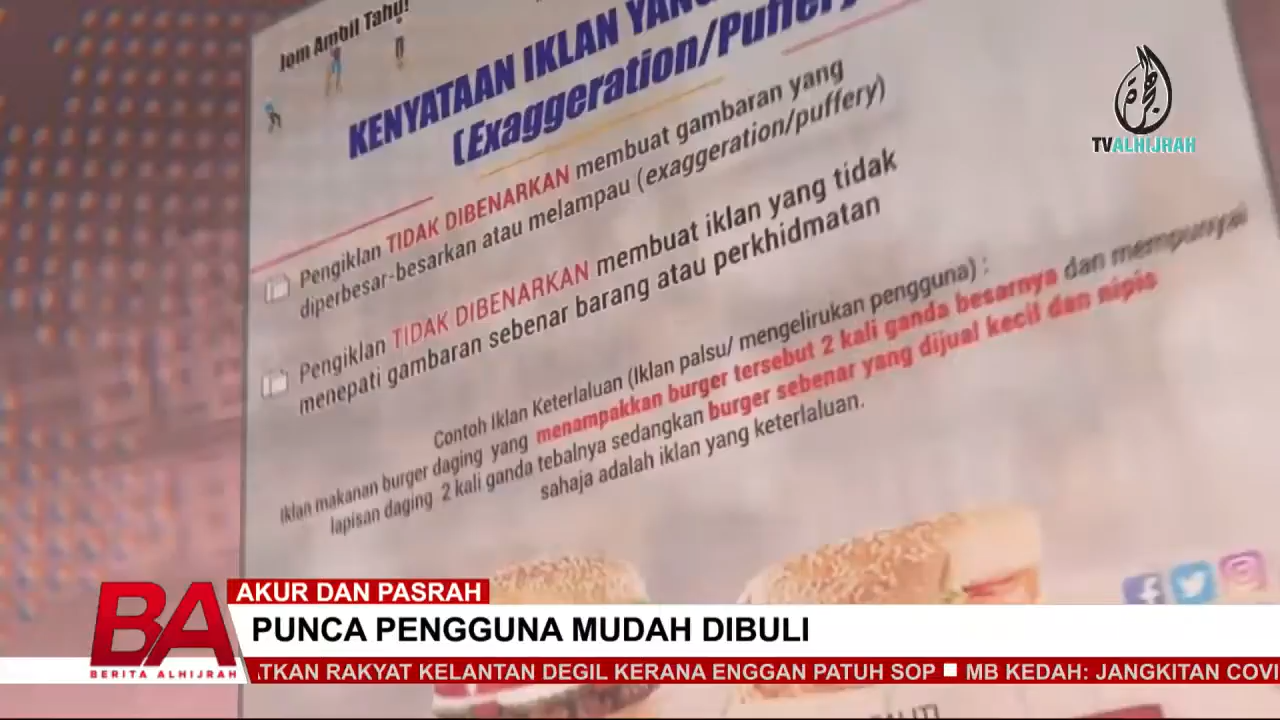 Jom Ambil Tahu!
KENYATAAN IKLAN YANG
(Exaggeration/Puffery
Pengiklan TIDAK DIBENARKAN membuat gambaran yang
diperbesar-besarkan atau melampau (exaggeration/puffery)
Pengiklan TIDAK DIBENARKAN membuat iklan yang tidak
menepati gambaran sebenar barang atau perkhidmatan
Contoh Iklan Keterlaluan (Iklan palsu/ mengelirukan pengguna) :
Iklan makanan burger daging yang menampakkan burger tersebut 2 kali ganda besarnya dan mempunyai
lapisan daging 2 kali ganda tebalnya sedangkan burger sebenar yang dijual kecil dan nipis
sahaja adalah iklan yang keterlaluan.
TVALHIJRAH
BA
BERITA ALHIJRAH
AKUR DAN PASRAH
PUNCA PENGGUNA MUDAH DIBULI
ATKAN RAKYAT KELANTAN DEGIL KERANA ENGGAN PATUH SOP ■ MB KEDAH: JANGKITAN COVI